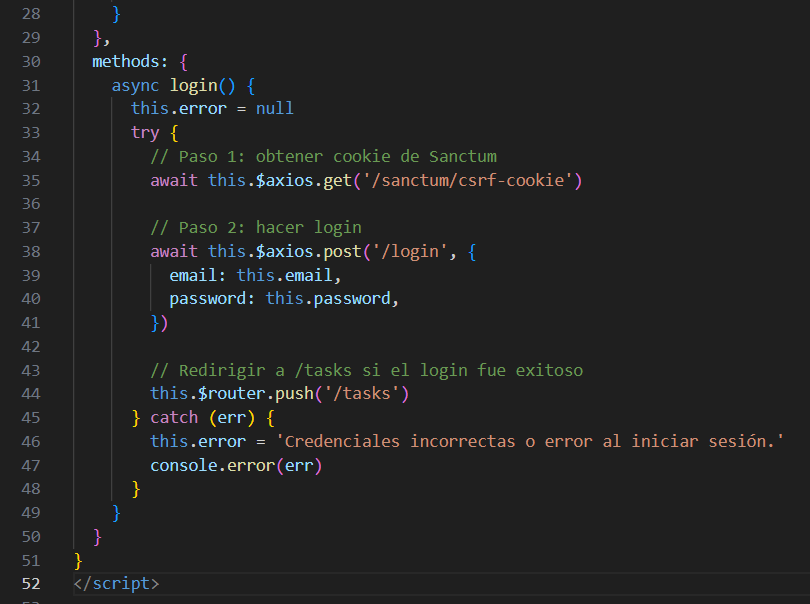 28 }
29 },
30 methods: {
31 async login() {
32 this.error = null
33 try {
34 // Paso 1: obtener cookie de Sanctum
35 await this.$axios.get('/sanctum/csrf-cookie')
36
37 // Paso 2: hacer login
38 await this.$axios.post('/login', {
39 email: this.email,
40 password: this.password,
41 })
42
43 // Redirigir a /tasks si el login fue exitoso
44 this.$router.push('/tasks')
45 } catch (err) {
46 this.error = 'Credenciales incorrectas o error al iniciar sesión.'
47 console.error(err)
48 }
49 }
50 }
51 }
52 </script>